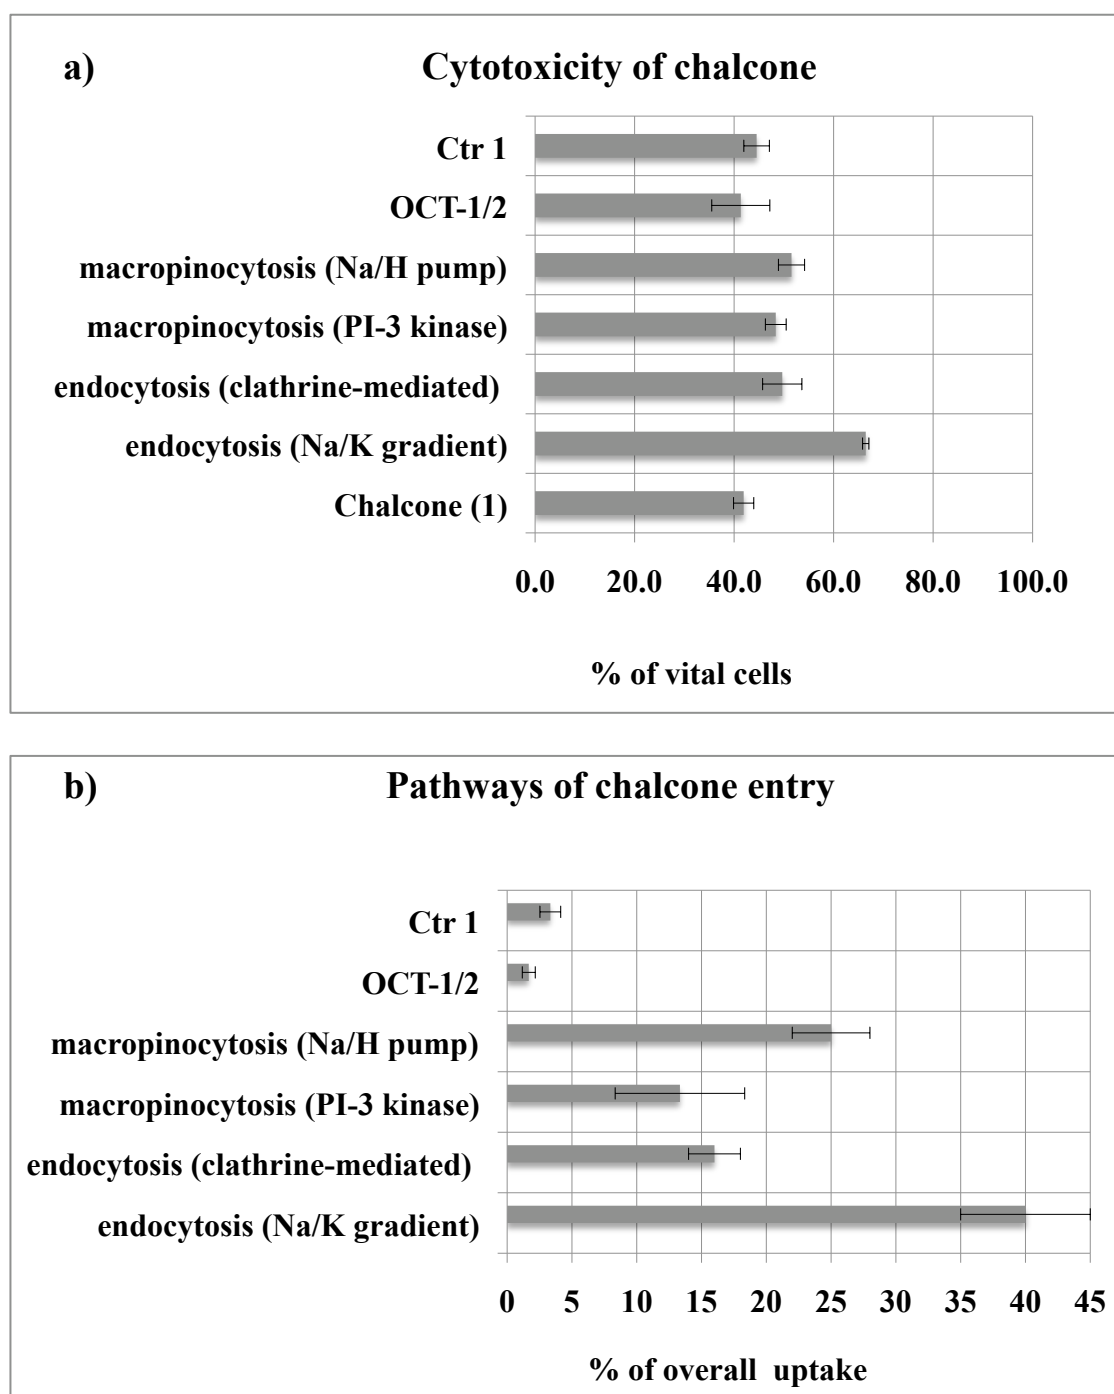 a) Cytotoxicity of chalcone
Ctr 1
OCT-1/2
macropinocytosis (Na/H pump)
macropinocytosis (PI-3 kinase)
endocytosis (clathrine-mediated)
endocytosis (Na/K gradient)
Chalcone (1)
0.0 20.0 40.0 60.0 80.0 100.0
% of vital cells
b) Pathways of chalcone entry
Ctr 1
OCT-1/2
macropinocytosis (Na/H pump)
macropinocytosis (PI-3 kinase)
endocytosis (clathrine-mediated)
endocytosis (Na/K gradient)
0 5 10 15 20 25 30 35 40 45
% of overall uptake